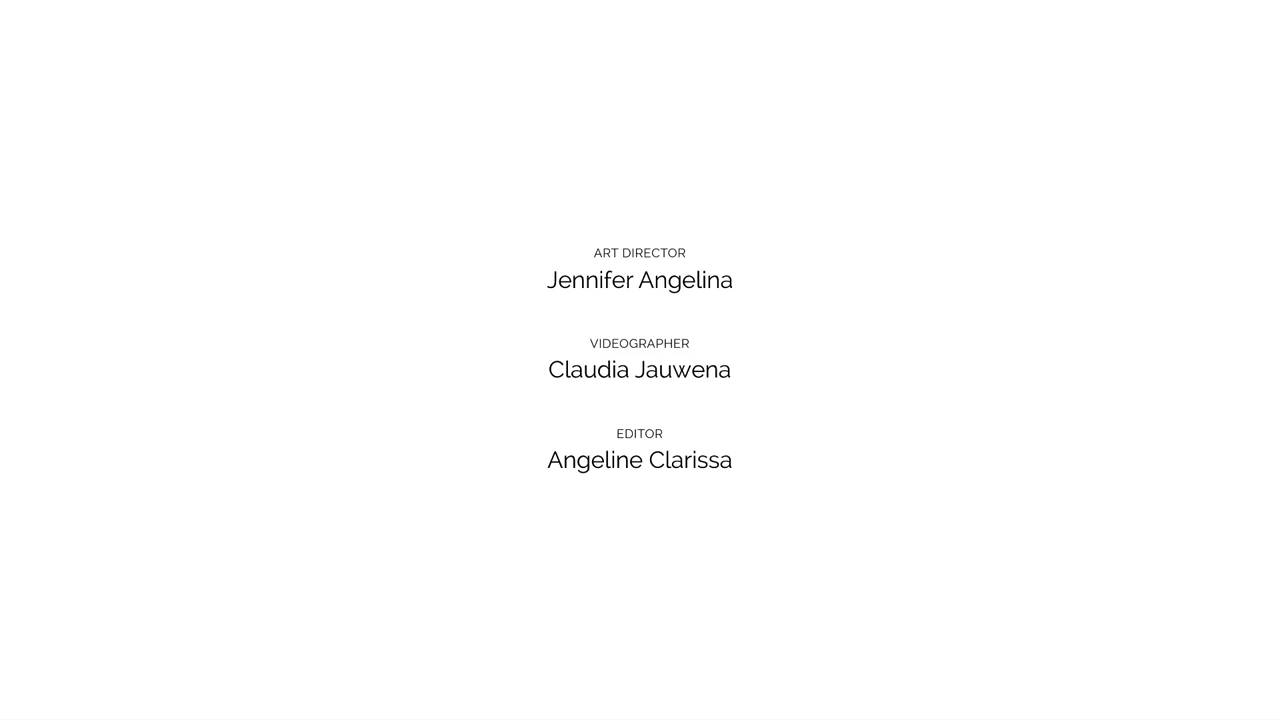 ART DIRECTOR
Jennifer Angelina
VIDEOGRAPHER
Claudia Jauwena
EDITOR
Angeline Clarissa